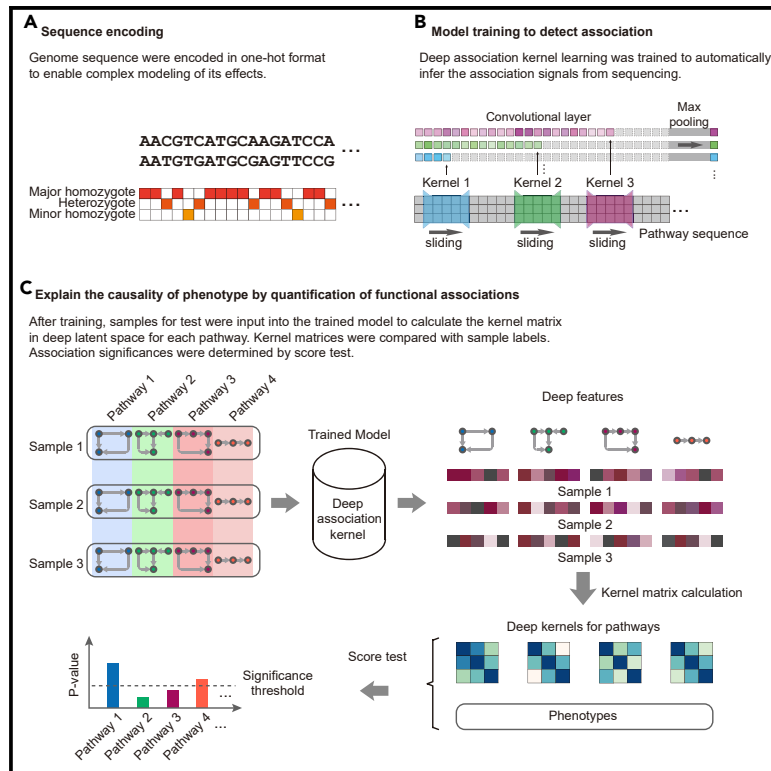 A Sequence encoding
Genome sequence were encoded in one-hot format
to enable complex modeling of its effects.
AACGTCATGCAAGATCCA
AATGTGATGCGAGTTCCG
...
Major homozygote
Heterozygote
Minor homozygote
...
B Model training to detect association
Deep association kernel learning was trained to automatically
infer the association signals from sequencing.
Convolutional layer
Max
pooling
Kernel 1
Kernel 2
Kernel 3
...
sliding
sliding
sliding
Pathway sequence
C Explain the causality of phenotype by quantification of functional associations
After training, samples for test were input into the trained model to calculate the kernel matrix
in deep latent space for each pathway. Kernel matrices were compared with sample labels.
Association significances were determined by score test.
Pathway 1
Pathway 2
Pathway 3
Pathway 4
Sample 1
Sample 2
Sample 3
Trained Model
Deep
association
kernel
Deep features
Sample 1
Sample 2
Sample 3
Kernel matrix calculation
Deep kernels for pathways
Phenotypes
Score test
Significance
threshold
P-value
...
Pathway 1
Pathway 2
Pathway 3
Pathway 4
...